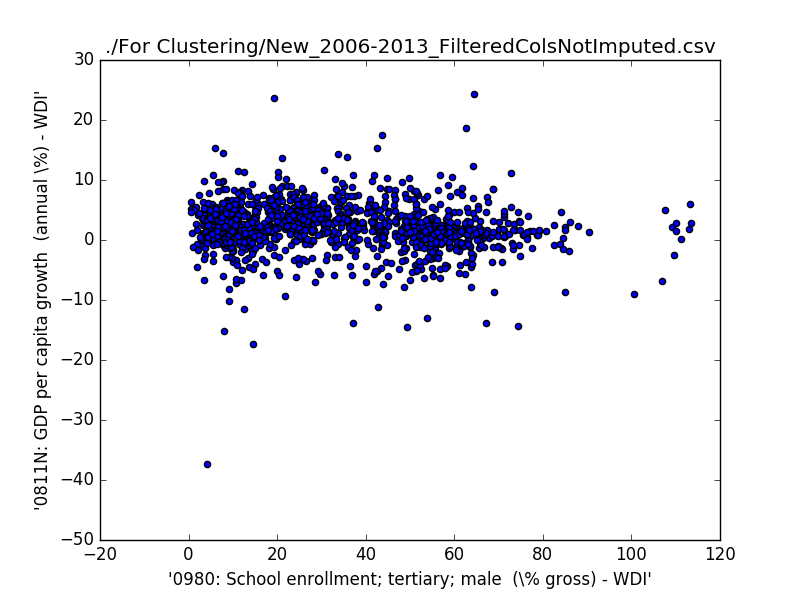 ./For Clustering/New_2006-2013_FilteredColsNotImputed.csv
30
20
10
0
−10
−20
−30
−40
−50
'0811N: GDP per capita growth  (annual \%) - WDI'
−20 0 20 40 60 80 100 120
'0980: School enrollment; tertiary; male  (\% gross) - WDI'